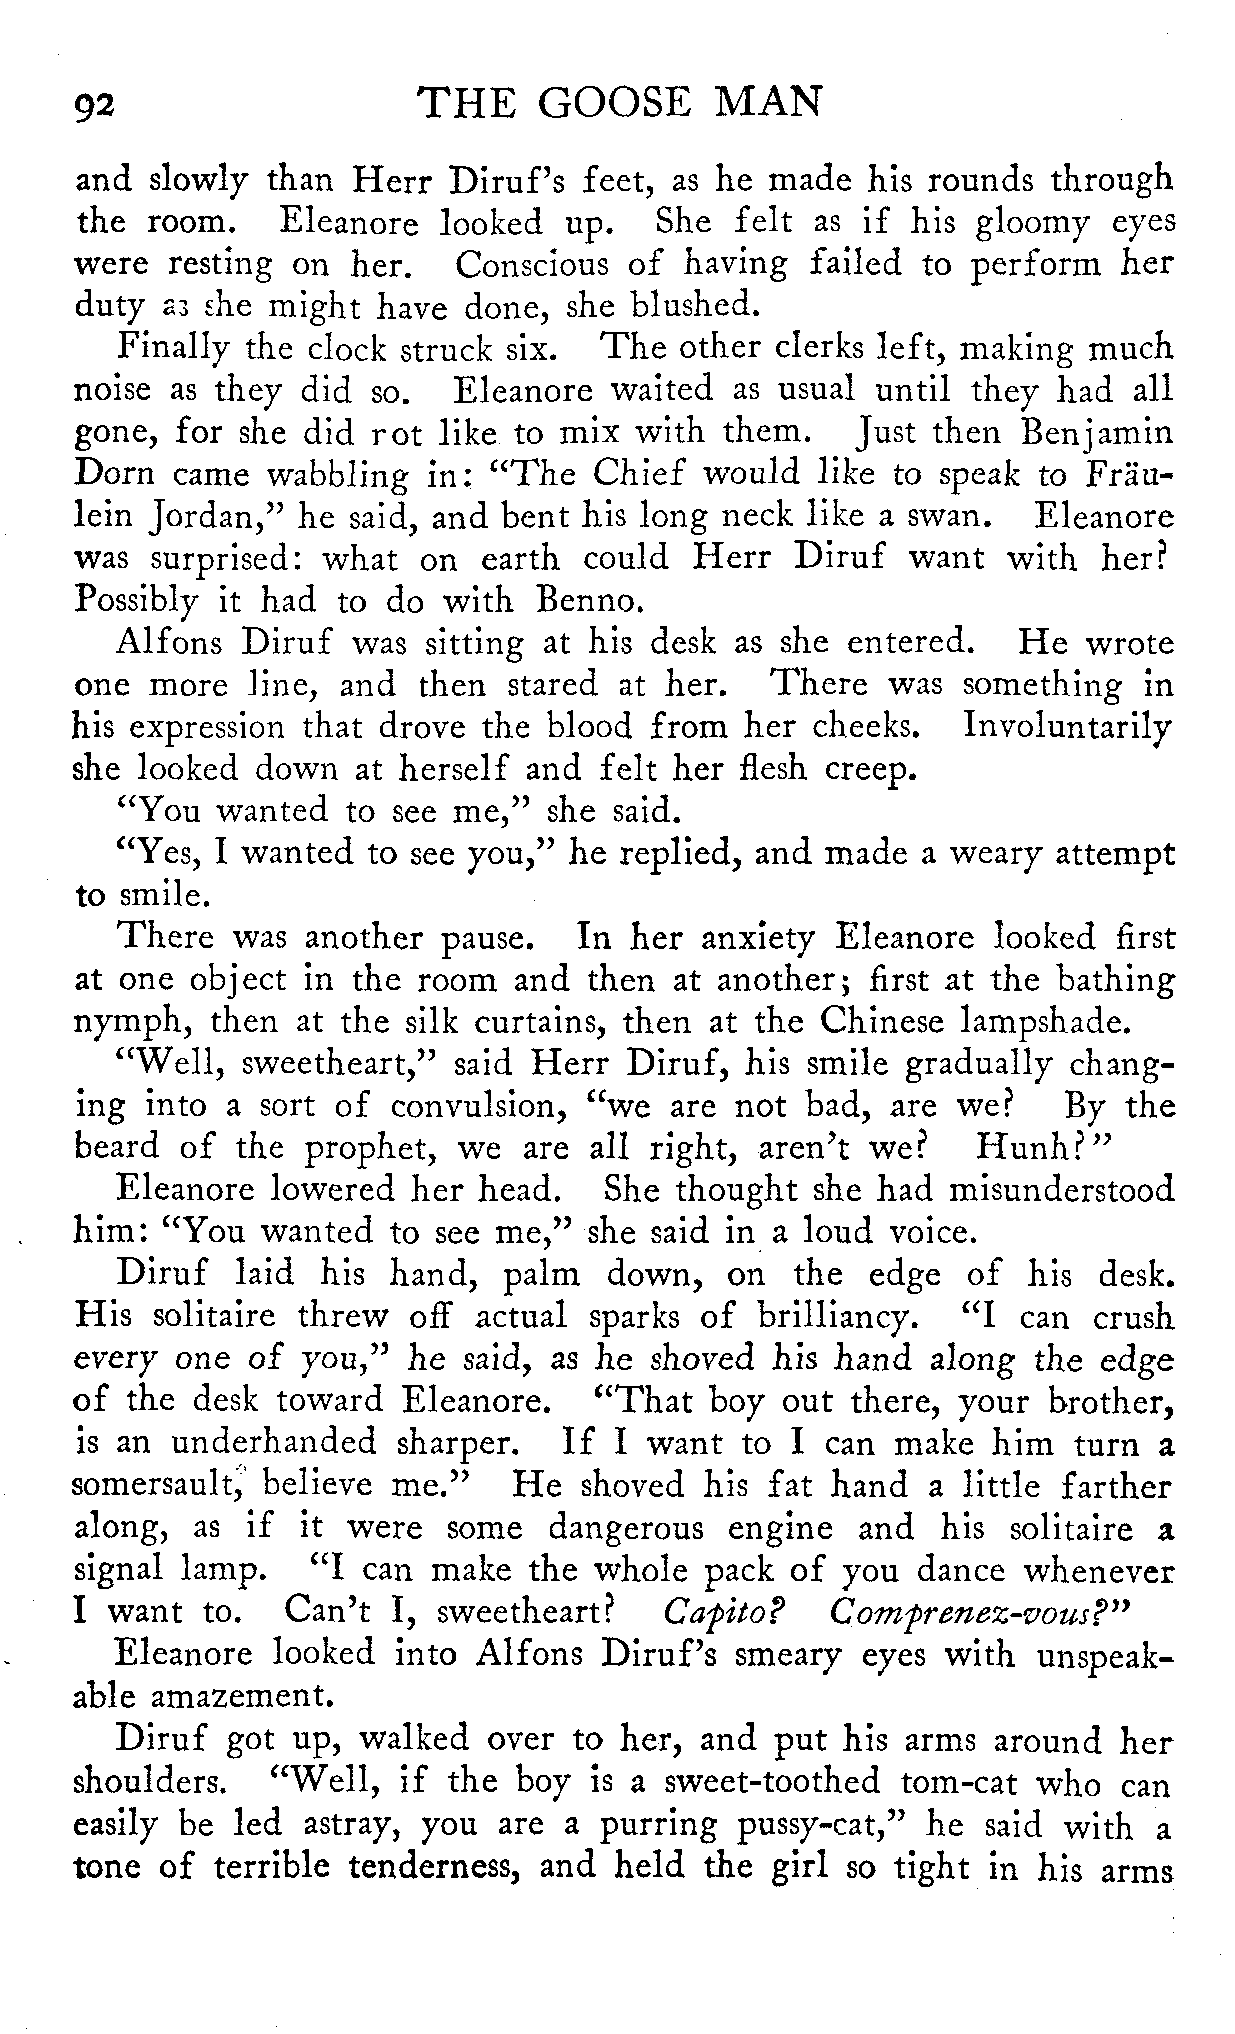 92 THE GOOSE MAN
and slowly than Herr Diruf's feet, as he made his rounds through
the room. Eleanore looked up. She felt as if his gloomy eyes
were resting on her. Conscious of having failed to perform her
duty as she might have done, she blushed.
Finally the clock struck six. The other clerks left, making much
noise as they did so. Eleanore waited as usual until they had all
gone, for she did not like to mix with them. Just then Benjamin
Dorn came wabbling in: "The Chief would like to speak to Fräu-
lein Jordan," he said, and bent his long neck like a swan. Eleanore
was surprised: what on earth could Herr Diruf want with her?
Possibly it had to do with Benno.
Alfons Diruf was sitting at his desk as she entered. He wrote
one more line, and then stared at her. There was something in
his expression that drove the blood from her cheeks. Involuntarily
she looked down at herself and felt her flesh creep.
"You wanted to see me," she said.
"Yes, I wanted to see you," he replied, and made a weary attempt
to smile.
There was another pause. In her anxiety Eleanore looked first
at one object in the room and then at another; first at the bathing
nymph, then at the silk curtains, then at the Chinese lampshade.
"Well, sweetheart," said Herr Diruf, his smile gradually chang-
ing into a sort of convulsion, "we are not bad, are we? By the
beard of the prophet, we are all right, aren't we? Hunh?"
Eleanore lowered her head. She thought she had misunderstood
him: "You wanted to see me," she said in a loud voice.
Diruf laid his hand, palm down, on the edge of his desk.
His solitaire threw off actual sparks of brilliancy. "I can crush
every one of you," he said, as he shoved his hand along the edge
of the desk toward Eleanore. "That boy out there, your brother,
is an underhanded sharper. If I want to I can make him turn a
somersault, believe me." He shoved his fat hand a little farther
along, as if it were some dangerous engine and his solitaire a
signal lamp. "I can make the whole pack of you dance whenever
I want to. Can't I, sweetheart? Capito? Comprenez-vous?"
Eleanore looked into Alfons Diruf's smeary eyes with unspeak-
able amazement.
Diruf got up, walked over to her, and put his arms around her
shoulders. "Well, if the boy is a sweet-toothed tom-cat who can
easily be led astray, you are a purring pussy-cat," he said with a
tone of terrible tenderness, and held the girl so tight in his arms